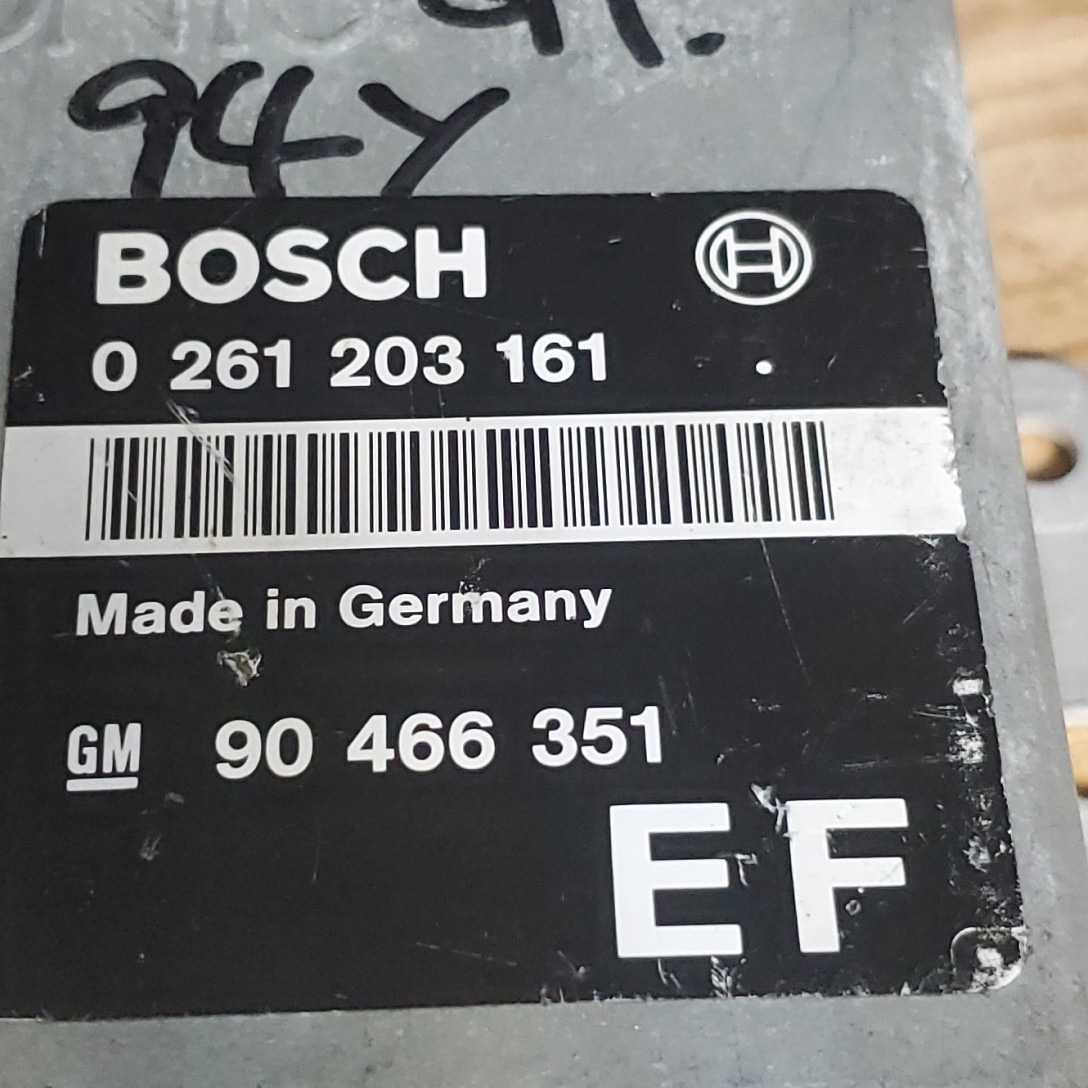 94Y
BOSCH
0 261 203 161
Made in Germany
GM 90 466 351
EF